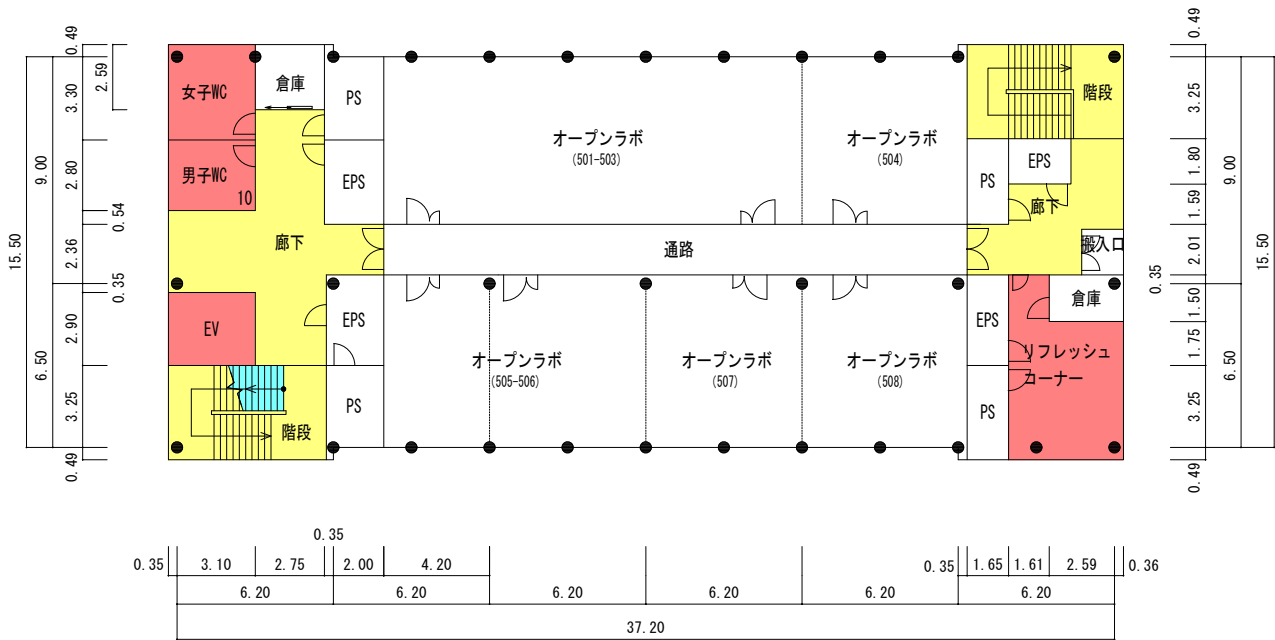 0.49
0.49
2.59
女子WC
倉庫
PS
オープンラボ
(501-503)
オープンラボ
(504)
階段
3.30
3.25
9.00
男子WC
10
EPS
PS
EPS
2.80
1.80
9.00
0.54
廊下
1.59
15.50
2.36
廊下
通路
搬入口
2.01
15.50
0.35
0.35
EV
EPS
EPS
倉庫
2.90
1.50
オープンラボ
(505-506)
オープンラボ
(507)
オープンラボ
(508)
リフレッシュ
コーナー
1.75
6.50
6.50
3.25
階段
PS
PS
3.25
0.49
0.49
0.35
0.35
3.10
2.75
2.00
4.20
0.35
1.65
1.61
2.59
0.36
6.20
6.20
6.20
6.20
6.20
6.20
37.20